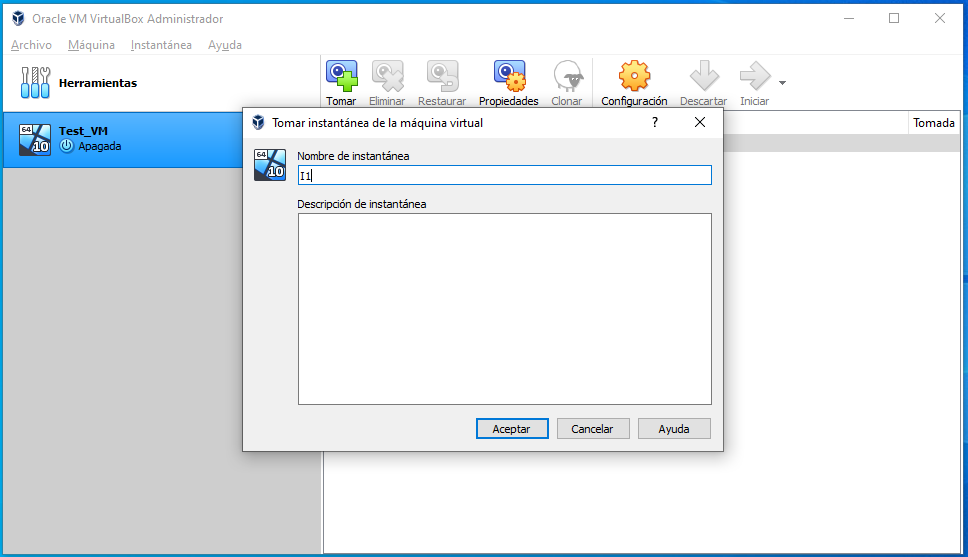 Oracle VM VirtualBox Administrador
Archivo Máquina Instantánea Ayuda
Herramientas
Tomar Eliminar Restaurar Propiedades Clonar Configuración Descartar Iniciar
64
10
Test_VM
Apagada
Tomada
Tomar instantánea de la máquina virtual ?
64
10
Nombre de instantánea
I1
Descripción de instantánea
Aceptar Cancelar Ayuda